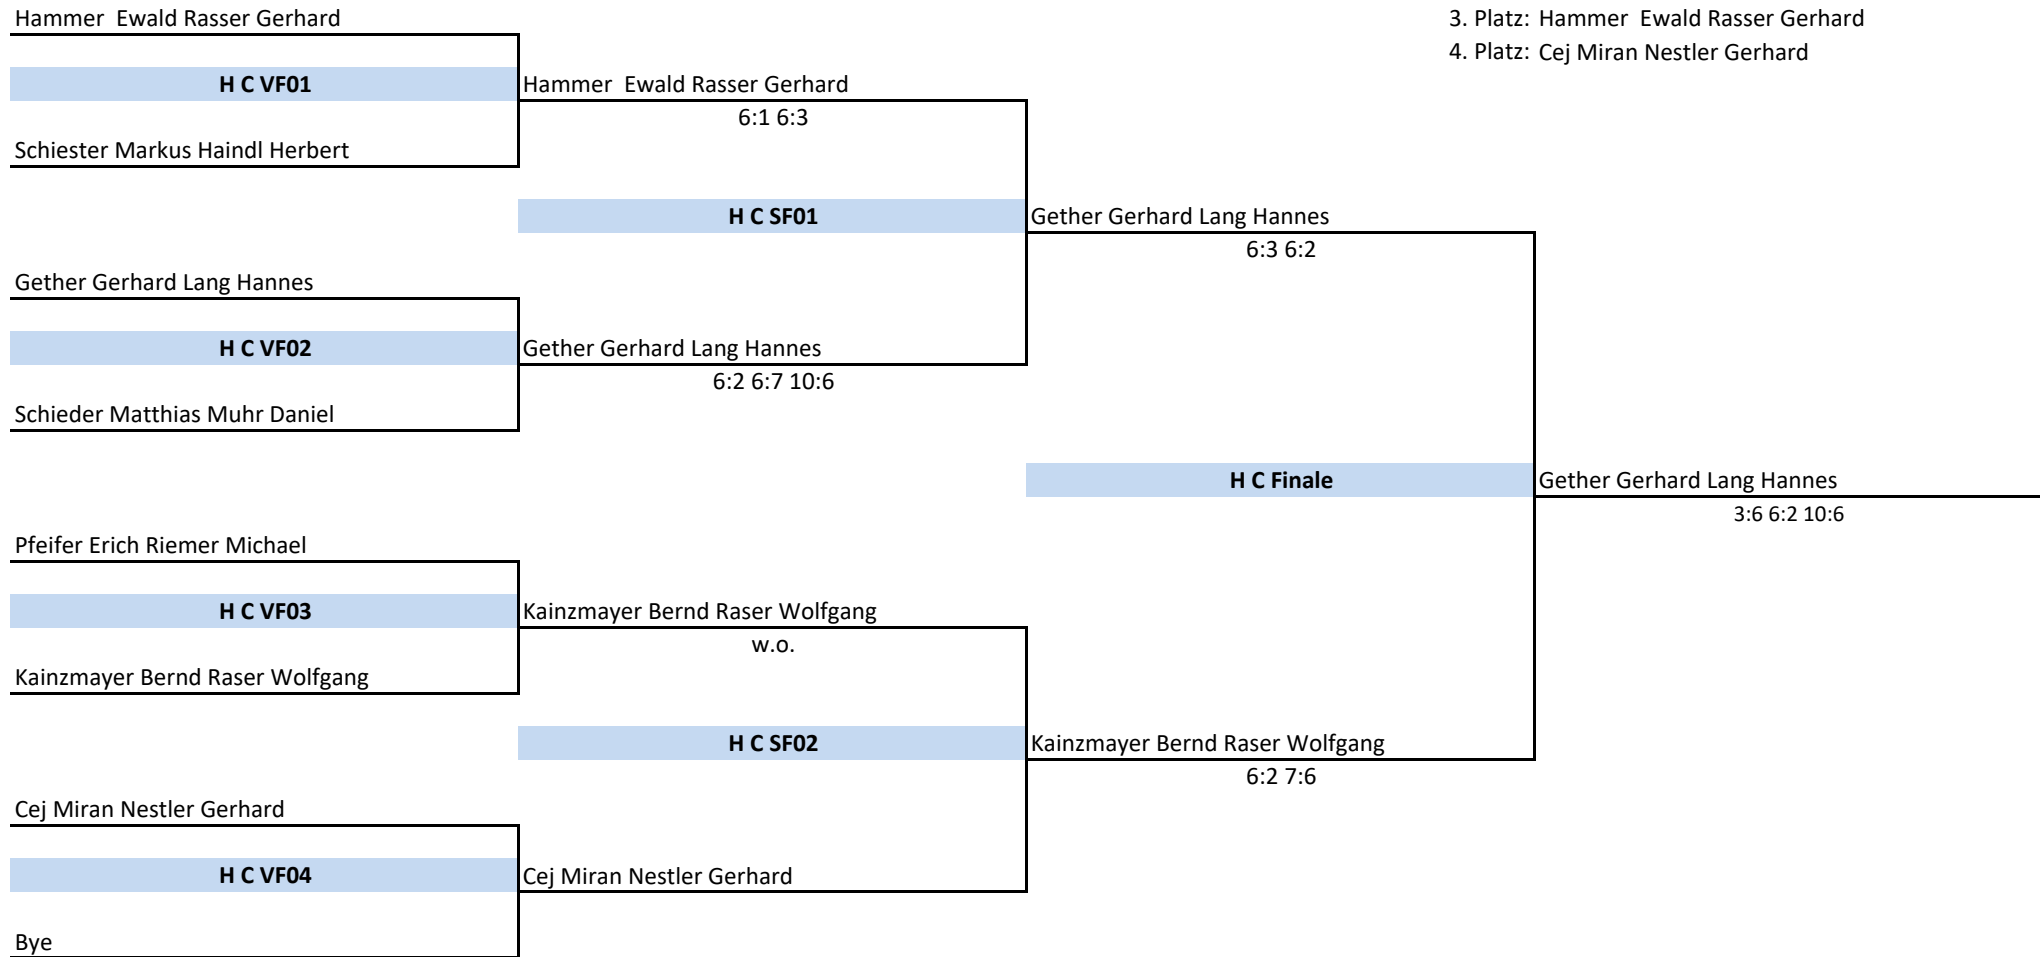 Hammer  Ewald Rasser Gerhard
3. Platz: Hammer  Ewald Rasser Gerhard
4. Platz: Cej Miran Nestler Gerhard
H C VF01
Hammer  Ewald Rasser Gerhard
6:1 6:3
Schiester Markus Haindl Herbert
H C SF01
Gether Gerhard Lang Hannes
6:3 6:2
Gether Gerhard Lang Hannes
H C VF02
Gether Gerhard Lang Hannes
6:2 6:7 10:6
Schieder Matthias Muhr Daniel
H C Finale
Gether Gerhard Lang Hannes
3:6 6:2 10:6
Pfeifer Erich Riemer Michael
H C VF03
Kainzmayer Bernd Raser Wolfgang
w.o.
Kainzmayer Bernd Raser Wolfgang
H C SF02
Kainzmayer Bernd Raser Wolfgang
6:2 7:6
Cej Miran Nestler Gerhard
H C VF04
Cej Miran Nestler Gerhard
Bye